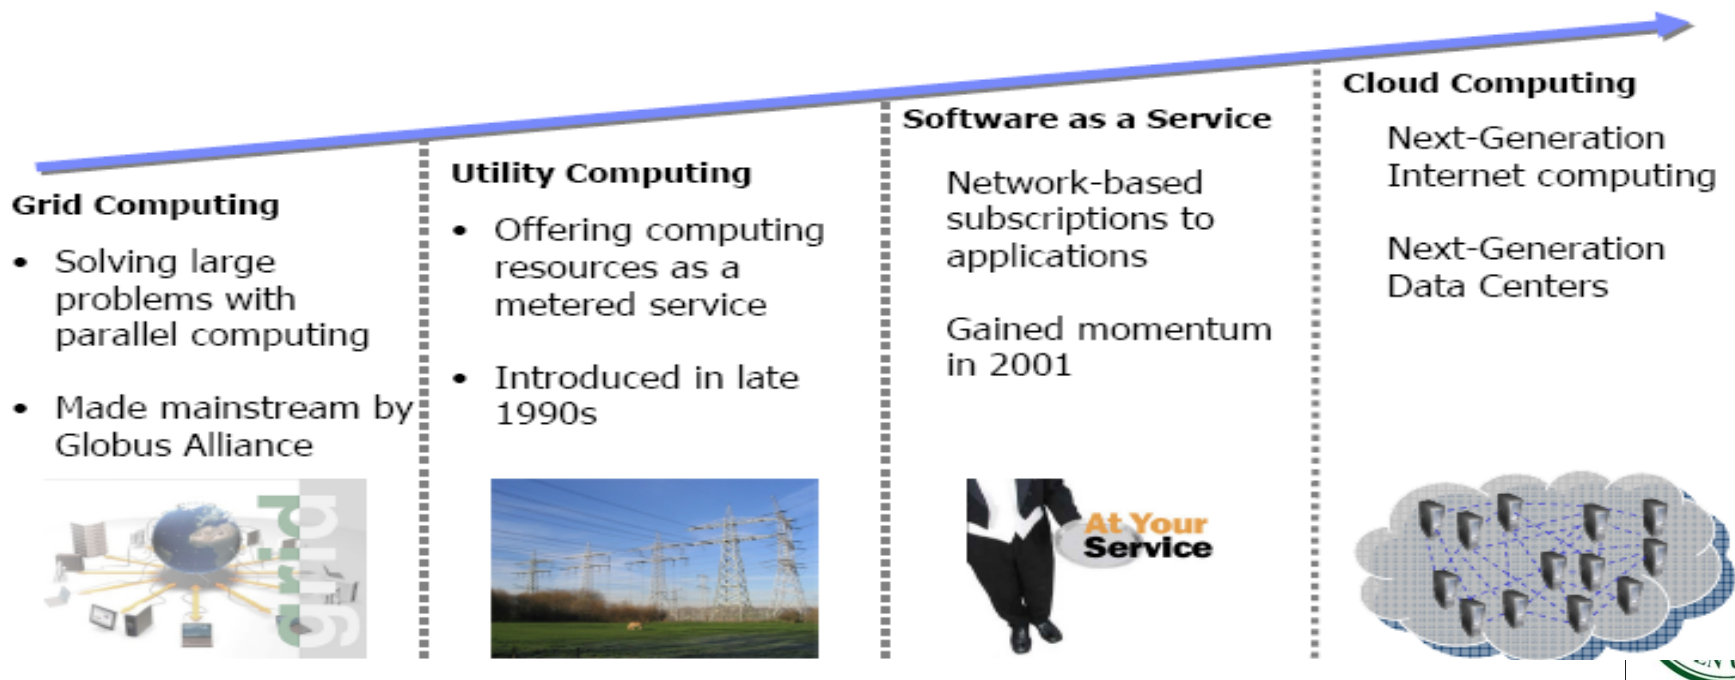 Grid Computing
• Solving large
problems with
parallel computing
• Made mainstream by
Globus Alliance
grid
Utility Computing
• Offering computing
resources as a
metered service
• Introduced in late
1990s
Software as a Service
Network-based
subscriptions to
applications
Gained momentum
in 2001
At Your
Service
Cloud Computing
Next-Generation
Internet computing
Next-Generation
Data Centers